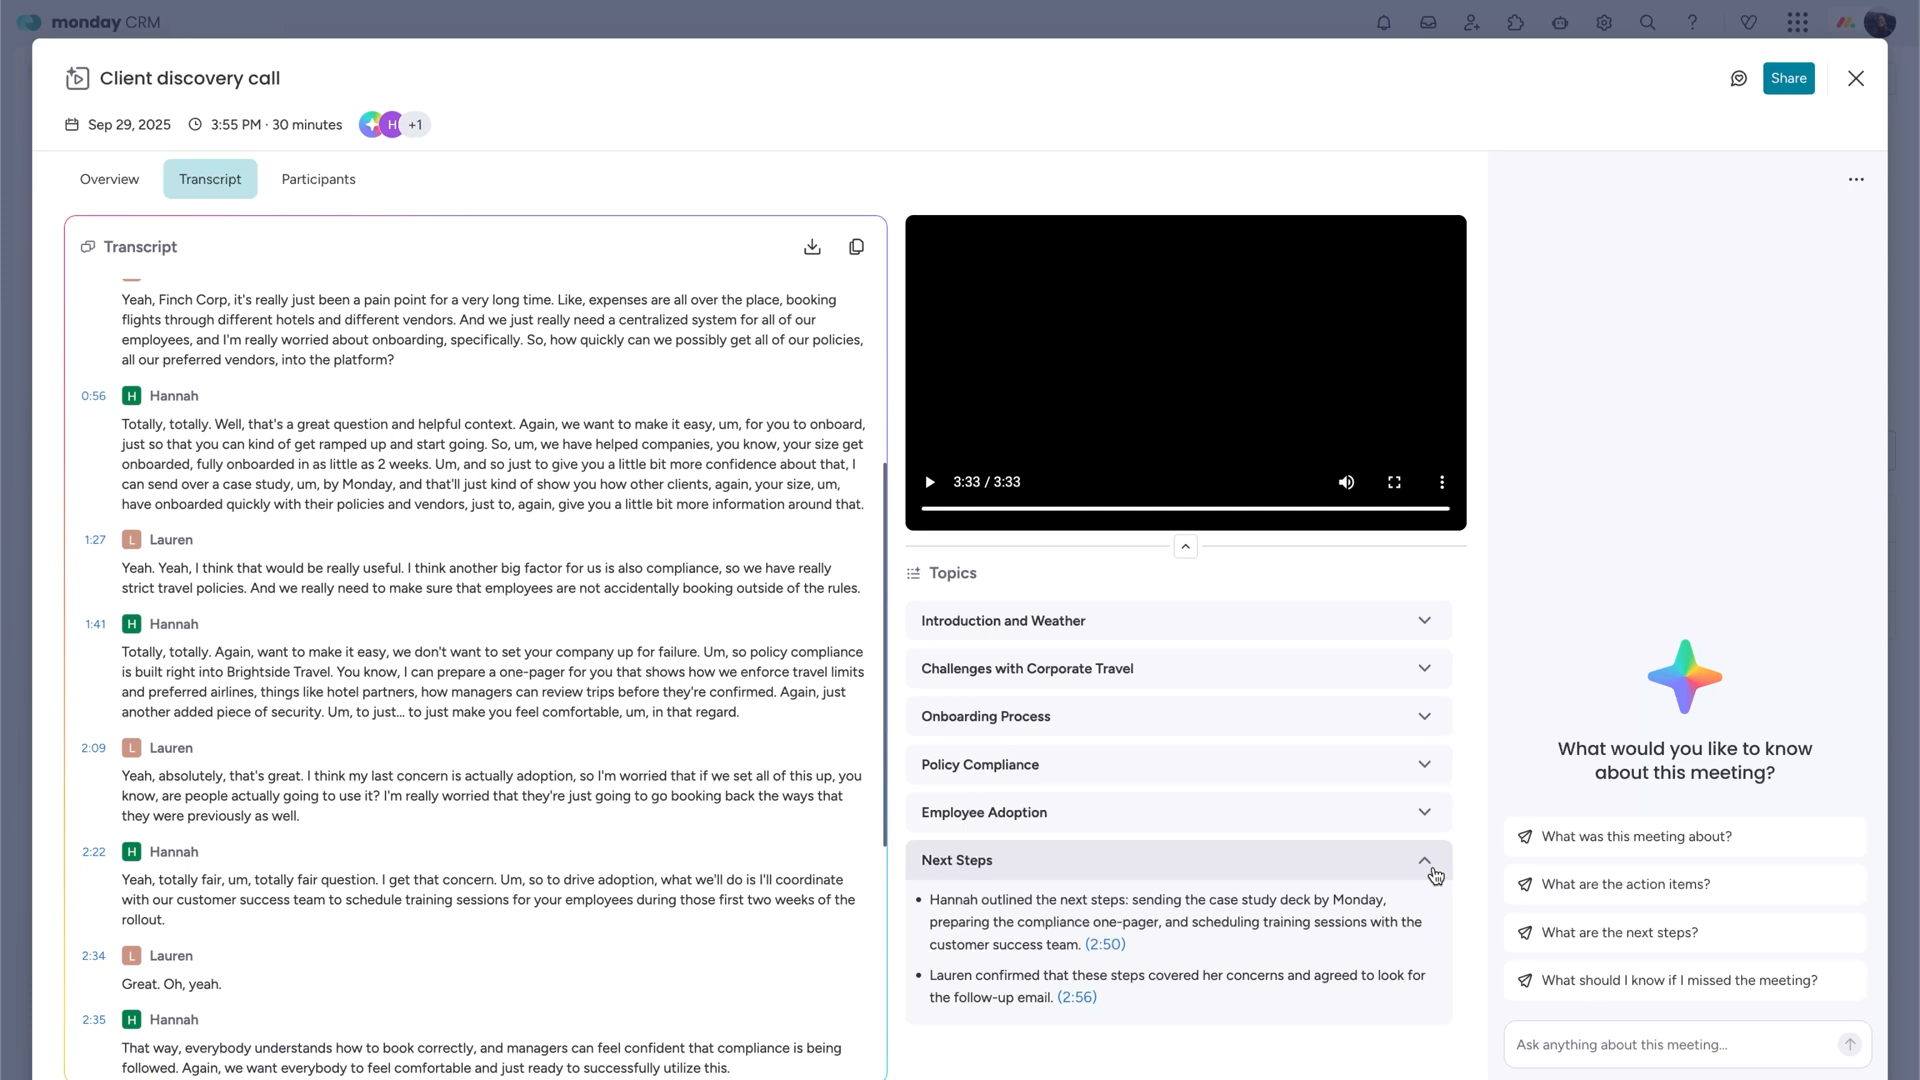 monday CRM
Client discovery call
Share
Sep 29, 2025
3:55 PM · 30 minutes
H
+1
Overview
Transcript
Participants
Transcript
Yeah, Finch Corp, it's really just been a pain point for a very long time. Like, expenses are all over the place, booking
flights through different hotels and different vendors. And we just really need a centralized system for all of our
employees, and I'm really worried about onboarding, specifically. So, how quickly can we possibly get all of our policies,
all our preferred vendors, into the platform?
0:56 H Hannah
Totally, totally. Well, that's a great question and helpful context. Again, we want to make it easy, um, for you to onboard,
just so that you can kind of get ramped up and start going. So, um, we have helped companies, you know, your size get
onboarded, fully onboarded in as little as 2 weeks. Um, and so just to give you a little bit more confidence about that, I
can send over a case study, um, by Monday, and that'll just kind of show you how other clients, again, your size, um,
have onboarded quickly with their policies and vendors, just to, again, give you a little bit more information around that.
1:27 L Lauren
Yeah. Yeah, I think that would be really useful. I think another big factor for us is also compliance, so we have really
strict travel policies. And we really need to make sure that employees are not accidentally booking outside of the rules.
1:41 H Hannah
Totally, totally. Again, want to make it easy, we don't want to set your company up for failure. Um, so policy compliance
is built right into Brightside Travel. You know, I can prepare a one-pager for you that shows how we enforce travel limits
and preferred airlines, things like hotel partners, how managers can review trips before they're confirmed. Again, just
another added piece of security. Um, to just... to just make you feel comfortable, um, in that regard.
2:09 L Lauren
Yeah, absolutely, that's great. I think my last concern is actually adoption, so I'm worried that if we set all of this up, you
know, are people actually going to use it? I'm really worried that they're just going to go booking back the ways that
they were previously as well.
2:22 H Hannah
Yeah, totally fair, um, totally fair question. I get that concern. Um, so to drive adoption, what we'll do is I'll coordinate
with our customer success team to schedule training sessions for your employees during those first two weeks of the
rollout.
2:34 L Lauren
Great. Oh, yeah.
2:35 H Hannah
That way, everybody understands how to book correctly, and managers can feel confident that compliance is being
followed. Again, we want everybody to feel comfortable and just ready to successfully utilize this.
3:33 / 3:33
Topics
Introduction and Weather
Challenges with Corporate Travel
Onboarding Process
Policy Compliance
Employee Adoption
Next Steps
• Hannah outlined the next steps: sending the case study deck by Monday,
preparing the compliance one-pager, and scheduling training sessions with the
customer success team. (2:50)
• Lauren confirmed that these steps covered her concerns and agreed to look for
the follow-up email. (2:56)
What would you like to know
about this meeting?
What was this meeting about?
What are the action items?
What are the next steps?
What should I know if I missed the meeting?
Ask anything about this meeting...